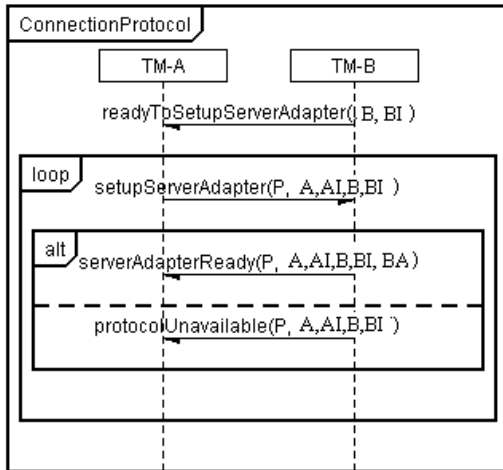 ConnectionProtocol
TM-A TM-B
readyToSetupServerAdapter( B, BI )
loop
setupServerAdapter(P, A,AI,B,BI )
alt
serverAdapterReady(P, A,AI,B,BI, BA)
protocolUnavailable(P, A,AI,B,BI )